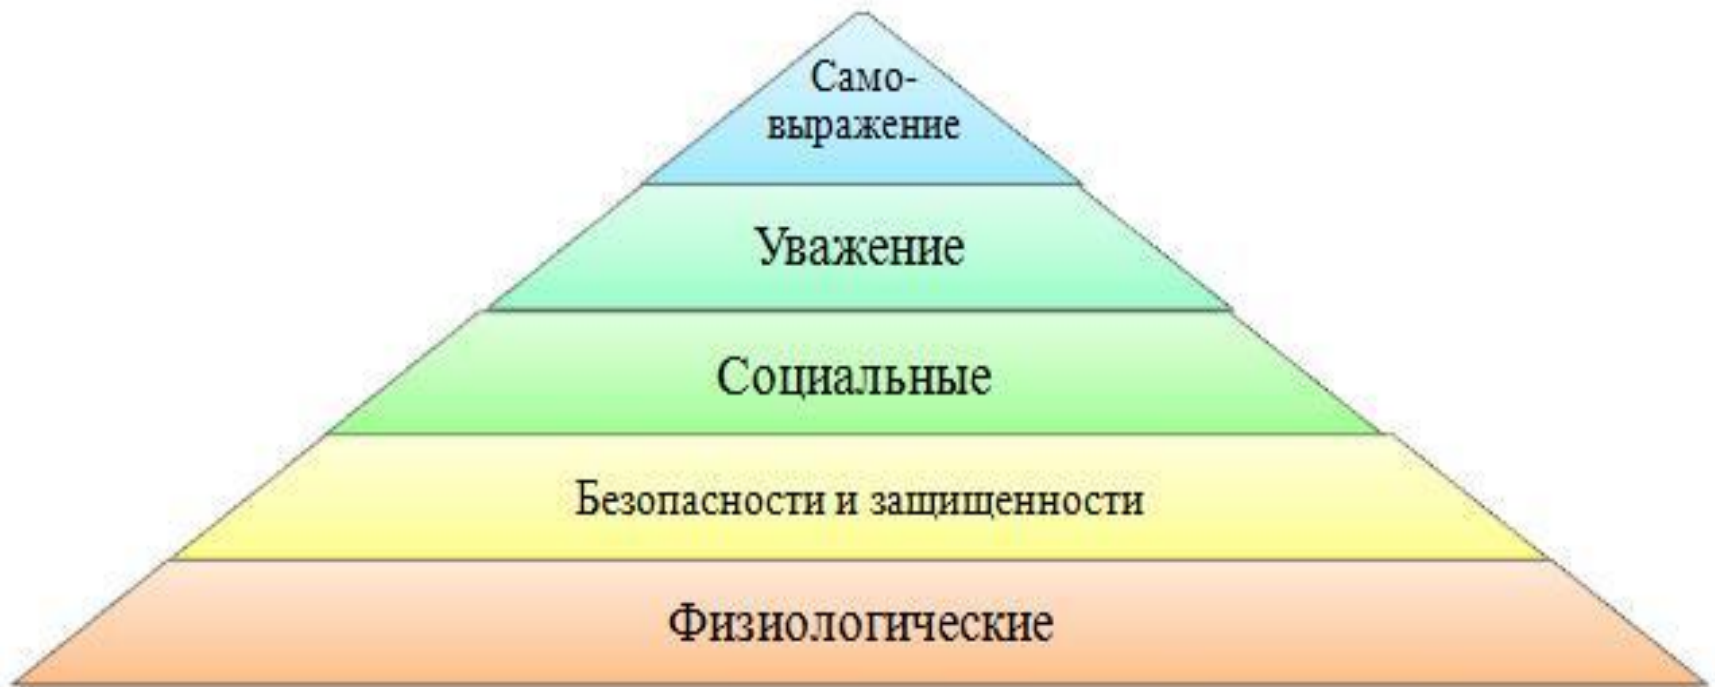 Само-
выражение
Уважение
Социальные
Безопасности и защищенности
Физиологические